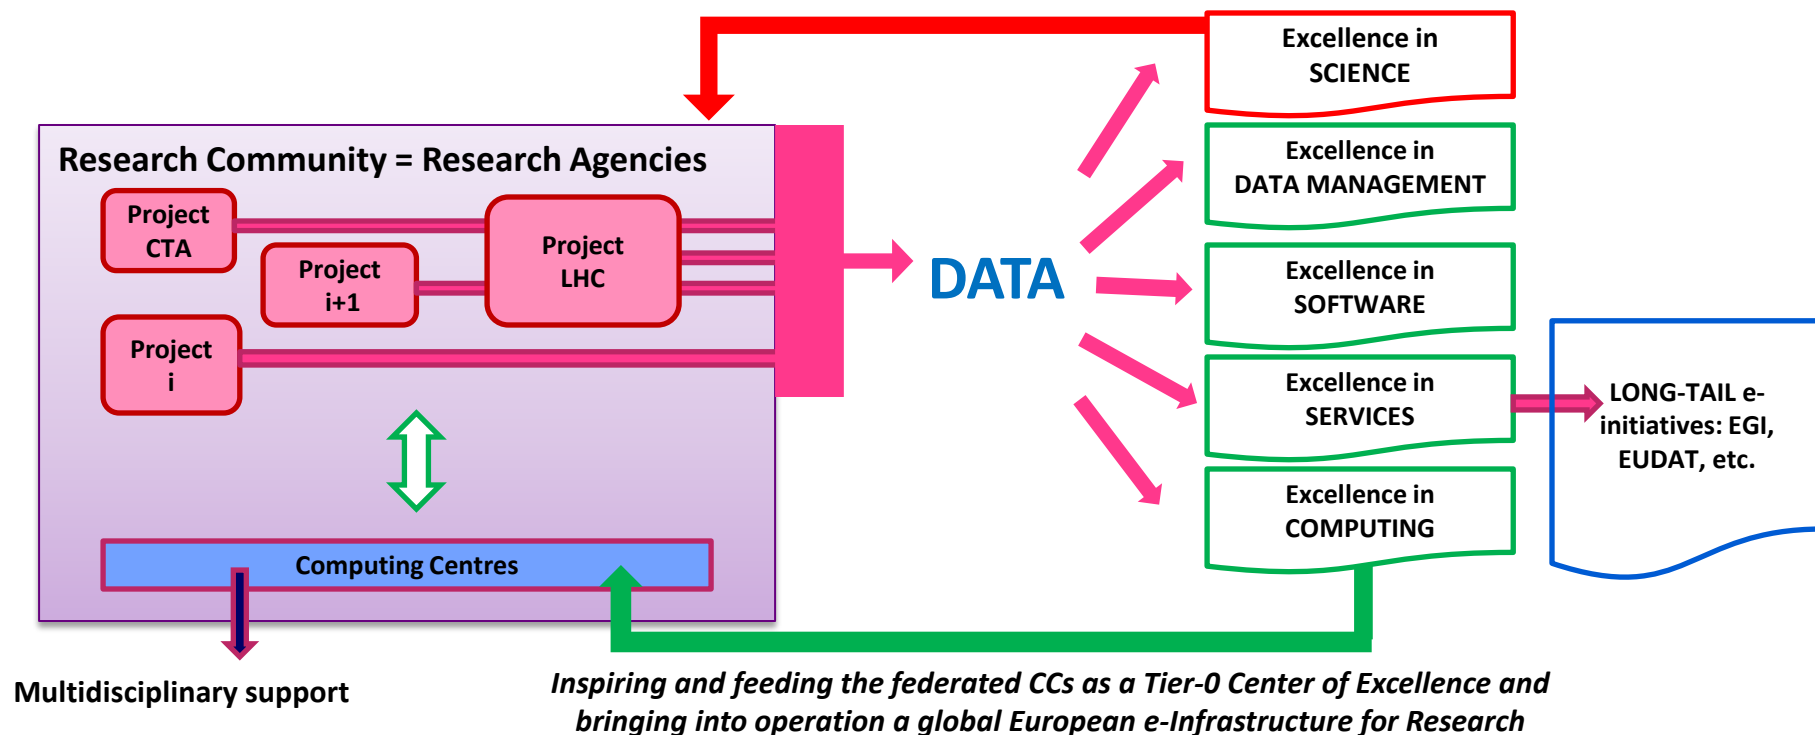 Excellence in
SCIENCE
Research Community = Research Agencies
Excellence in
DATA MANAGEMENT
Project
CTA
Project
i+1
Project
LHC
Project
i
DATA
Excellence in
SOFTWARE
Excellence in
SERVICES
LONG-TAIL e-
initiatives: EGI,
EUDAT, etc.
Excellence in
COMPUTING
Computing Centres
Multidisciplinary support
Inspiring and feeding the federated CCs as a Tier-0 Center of Excellence and
bringing into operation a global European e-Infrastructure for Research